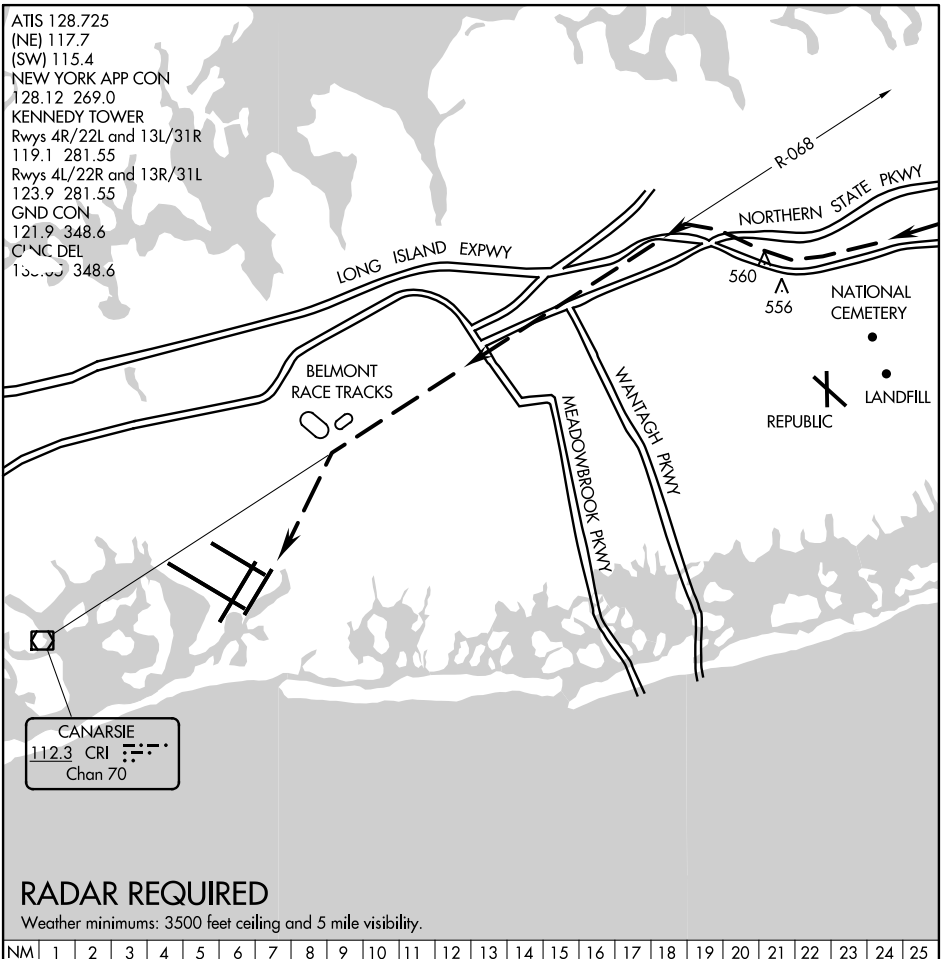 ATIS 128.725
(NE) 117.7
(SW) 115.4
NEW YORK APP CON
128.12 269.0
KENNEDY TOWER
Rwys 4R/22L and 13L/31R
119.1 281.55
Rwys 4L/22R and 13R/31L
123.9 281.55
GND CON
121.9 348.6
DEL
348.6
R-068
NORTHERN STATE PKWY
LONG ISLAND EXPWY
560
556
NATIONAL
CEMETERY
LANDFILL
REPUBLIC
BELMONT
RACE TRACKS
WANTAGH PKWY
MEADOWBROOK PKWY
CANARSIE
112.3 CRI
Chan 70
RADAR REQUIRED
Weather minimums: 3500 feet ceiling and 5 mile visibility.
NM 1 2 3 4 5 6 7 8 9 10 11 12 13 14 15 16 17 18 19 20 21 22 23 24 25